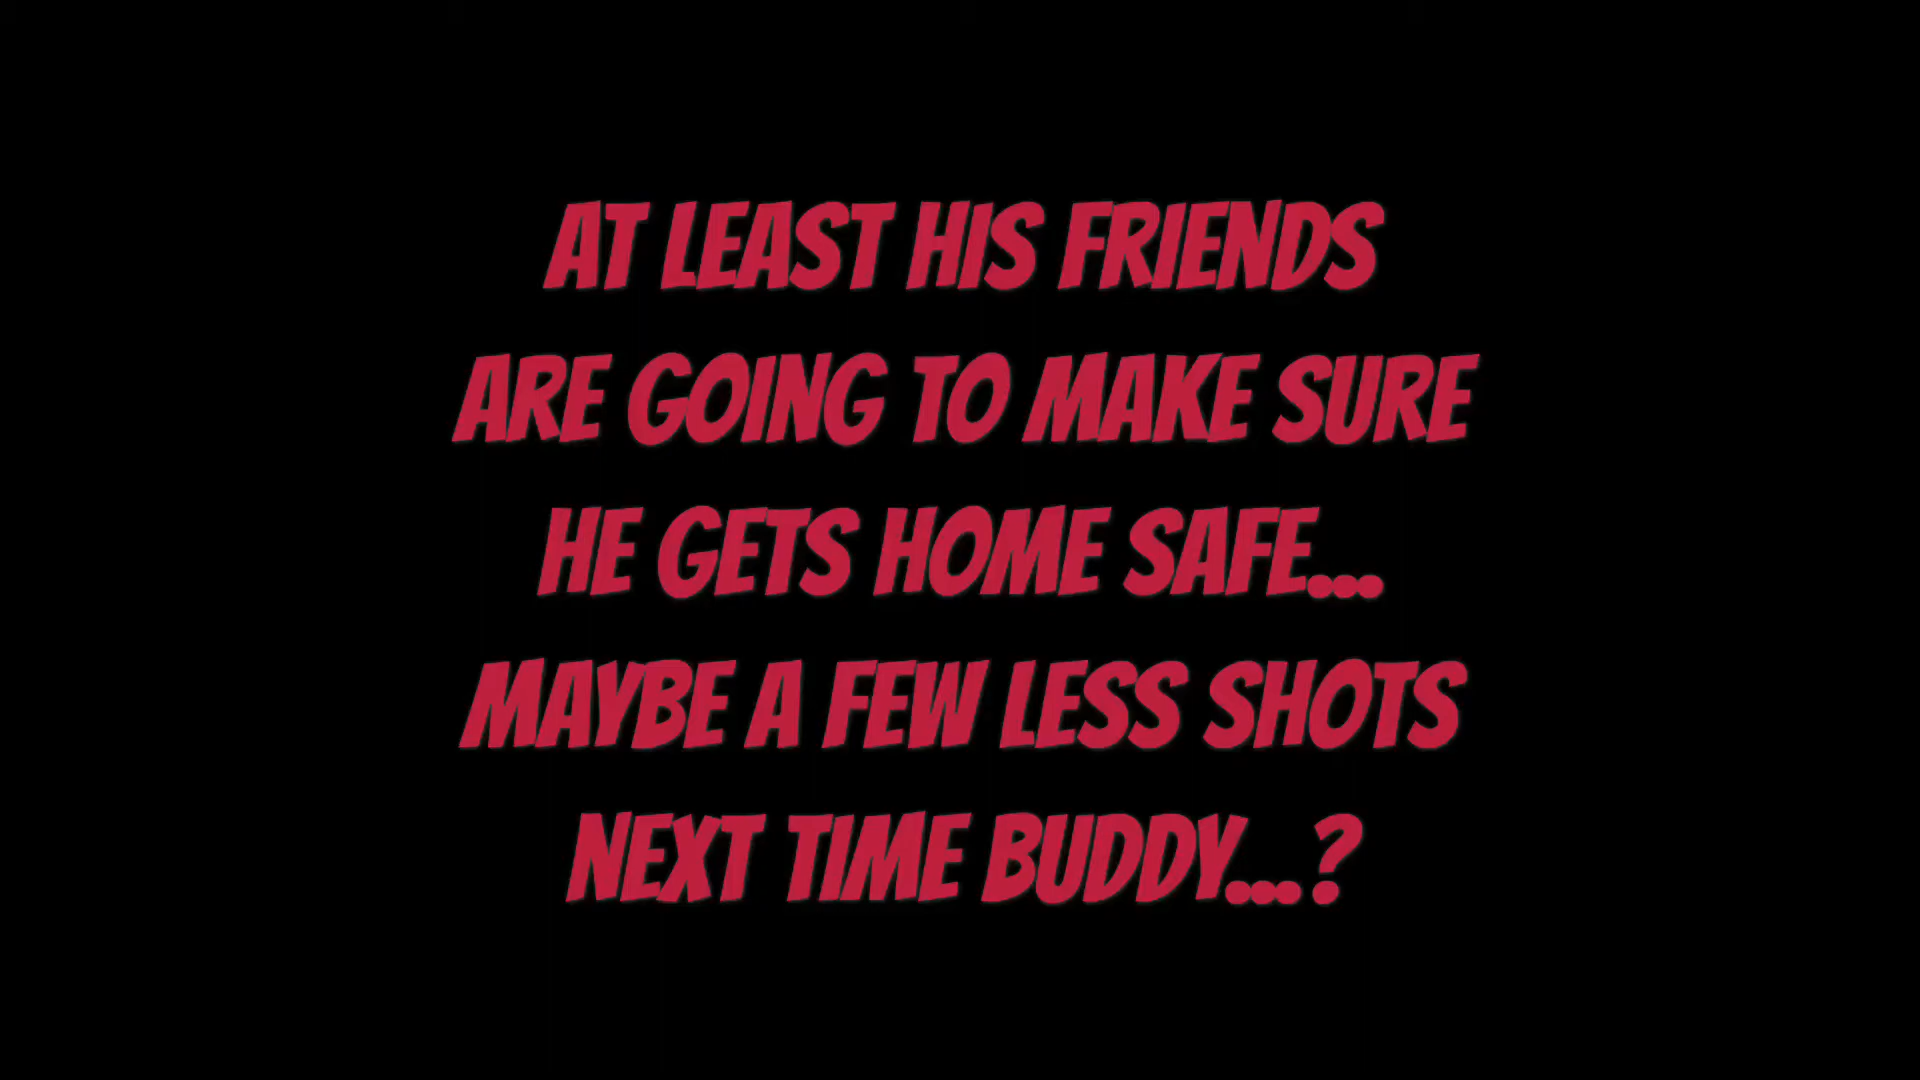 AT LEAST HIS FRIENDS
ARE GOING TO MAKE SURE
HE GETS HOME SAFE...
MAYBE A FEW LESS SHOTS
NEXT TIME BUDDY...?